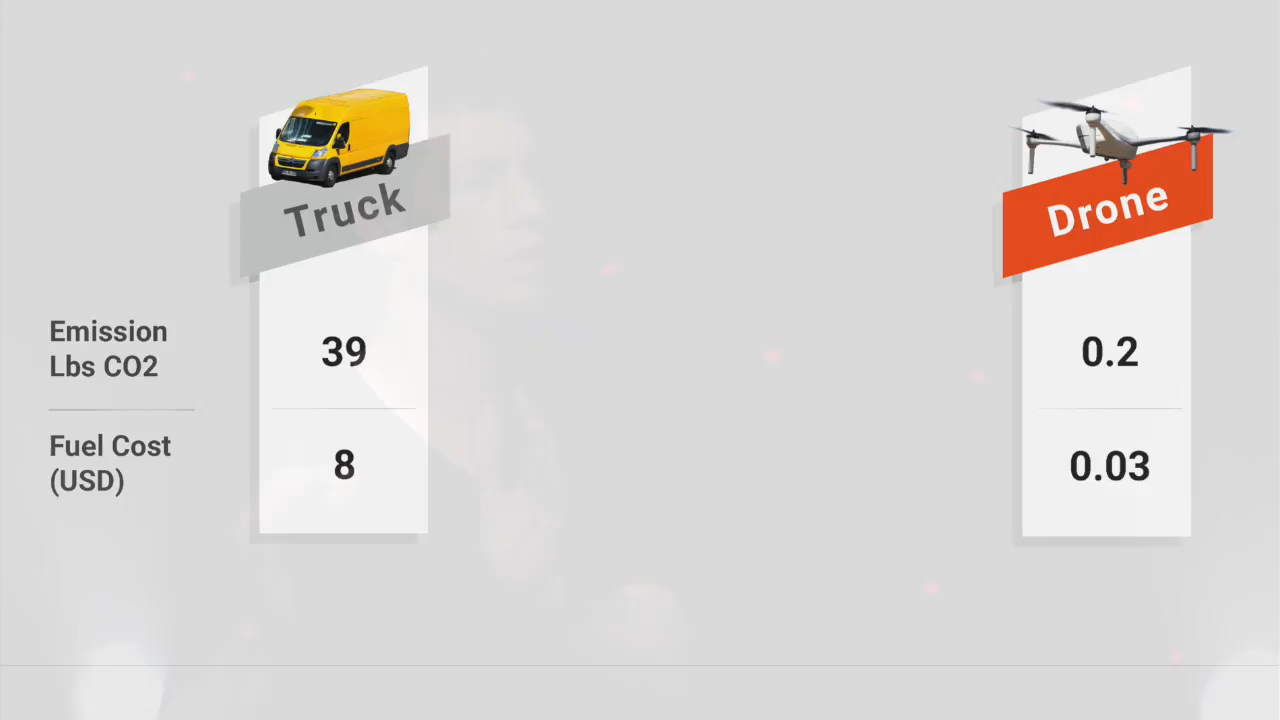 Truck
Drone
Emission
Lbs CO2
39
0.2
Fuel Cost
(USD)
8
0.03